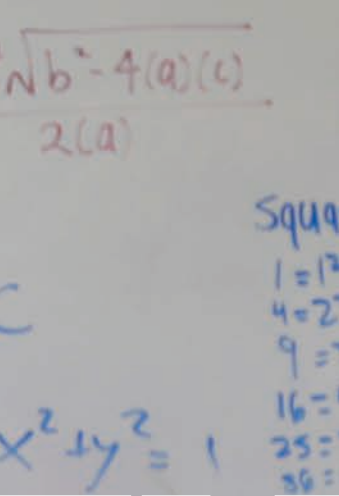 √b²-4(a)(c)
2(a)
Squa
1=1²
4=2
9=
C
16=
x²+y²=1
25=
36=